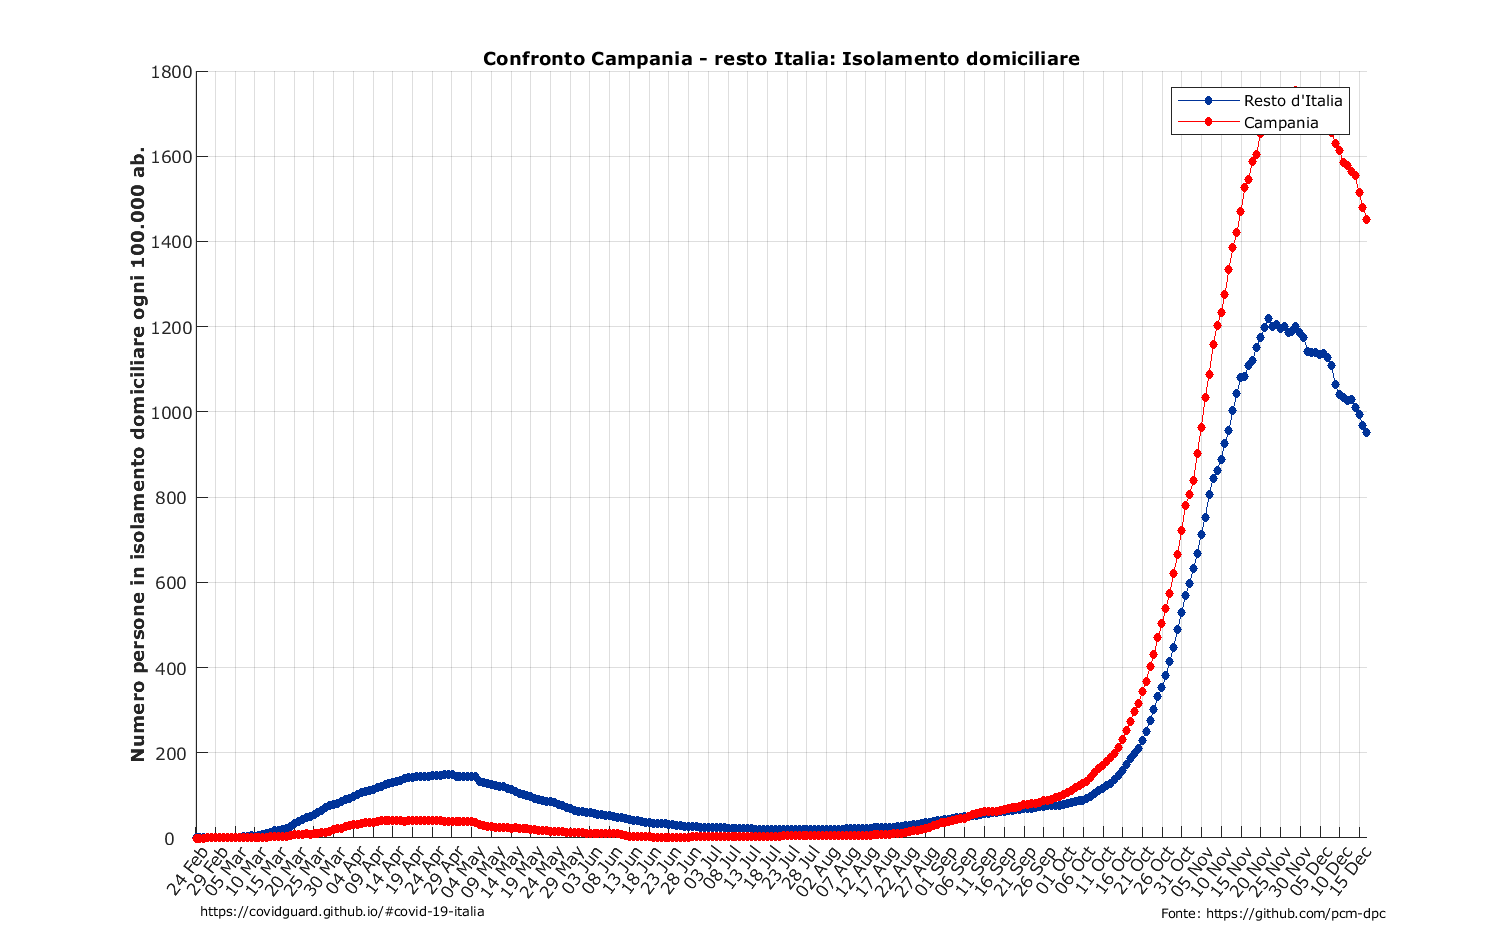 Confronto Campania - resto Italia: Isolamento domiciliare
Numero persone in isolamento domiciliare ogni 100.000 ab.
1800
1600
1400
1200
1000
800
600
400
200
0
Resto d'Italia
Campania
24 Feb
29 Feb
05 Mar
10 Mar
15 Mar
20 Mar
25 Mar
30 Mar
04 Apr
09 Apr
14 Apr
19 Apr
24 Apr
29 Apr
04 May
09 May
14 May
19 May
24 May
29 May
03 Jun
08 Jun
13 Jun
18 Jun
23 Jun
28 Jun
03 Jul
08 Jul
13 Jul
18 Jul
23 Jul
28 Jul
02 Aug
07 Aug
12 Aug
17 Aug
22 Aug
27 Aug
01 Sep
06 Sep
11 Sep
16 Sep
21 Sep
26 Sep
01 Oct
06 Oct
11 Oct
16 Oct
21 Oct
26 Oct
31 Oct
05 Nov
10 Nov
15 Nov
20 Nov
25 Nov
30 Nov
05 Dec
10 Dec
15 Dec
https://covidguard.github.io/#covid-19-italia
Fonte: https://github.com/pcm-dpc